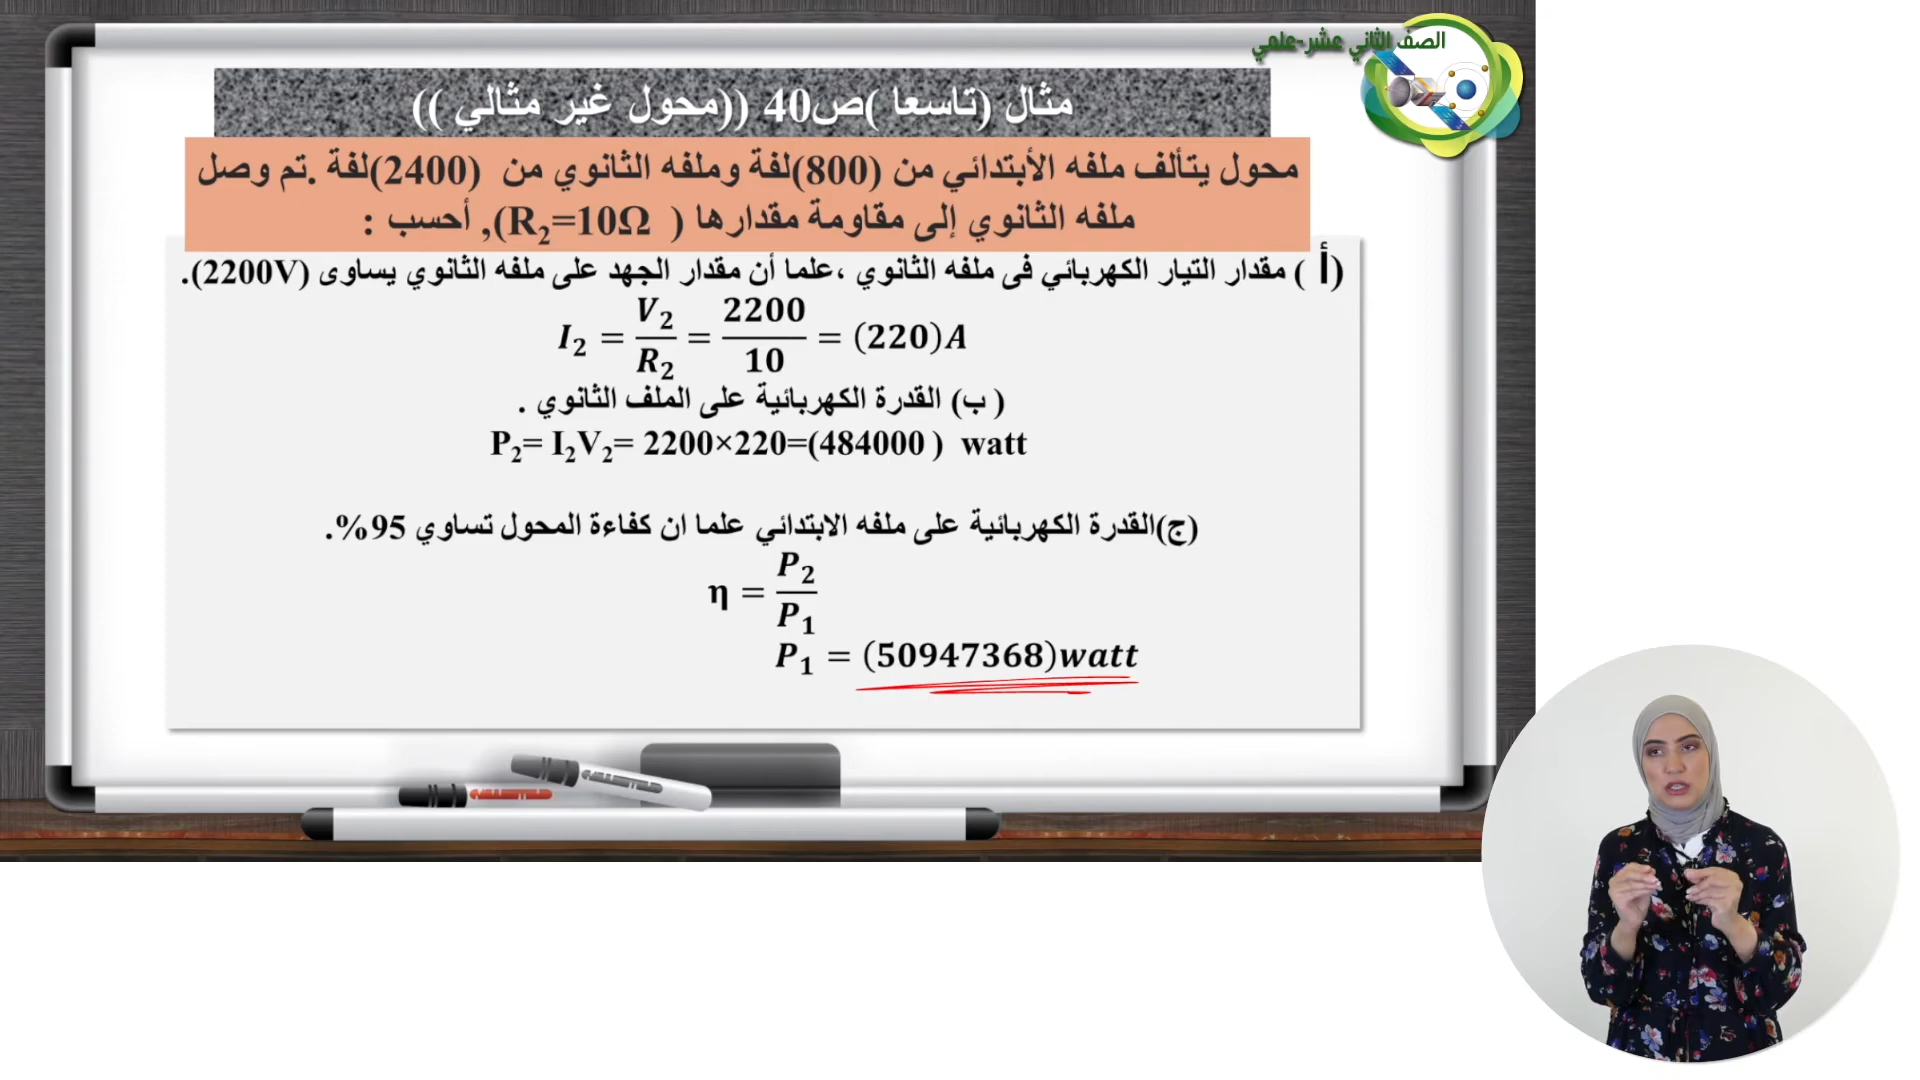 الصف الثاني عشر-علمي
مثال (تاسعا )ص40 ((محول غير مثالي ))
محول يتألف ملفه الأبتدائي من (800)لفة وملفه الثانوي من (2400)لفة .تم وصل
ملفه الثانوي إلى مقاومة مقدارها ( R₂=10Ω), أحسب :
(أ ) مقدار التيار الكهربائي فى ملفه الثانوي ،علما أن مقدار الجهد على ملفه الثانوي يساوى (2200V).
I₂ = V₂/R₂ = 2200/10 = (220)A
( ب) القدرة الكهربائية على الملف الثانوي .
P₂= I₂V₂= 2200×220=(484000 ) watt
(ج)القدرة الكهربائية على ملفه الابتدائي علما ان كفاءة المحول تساوي 95%.
η = P₂/P₁
P₁ = (50947368)watt